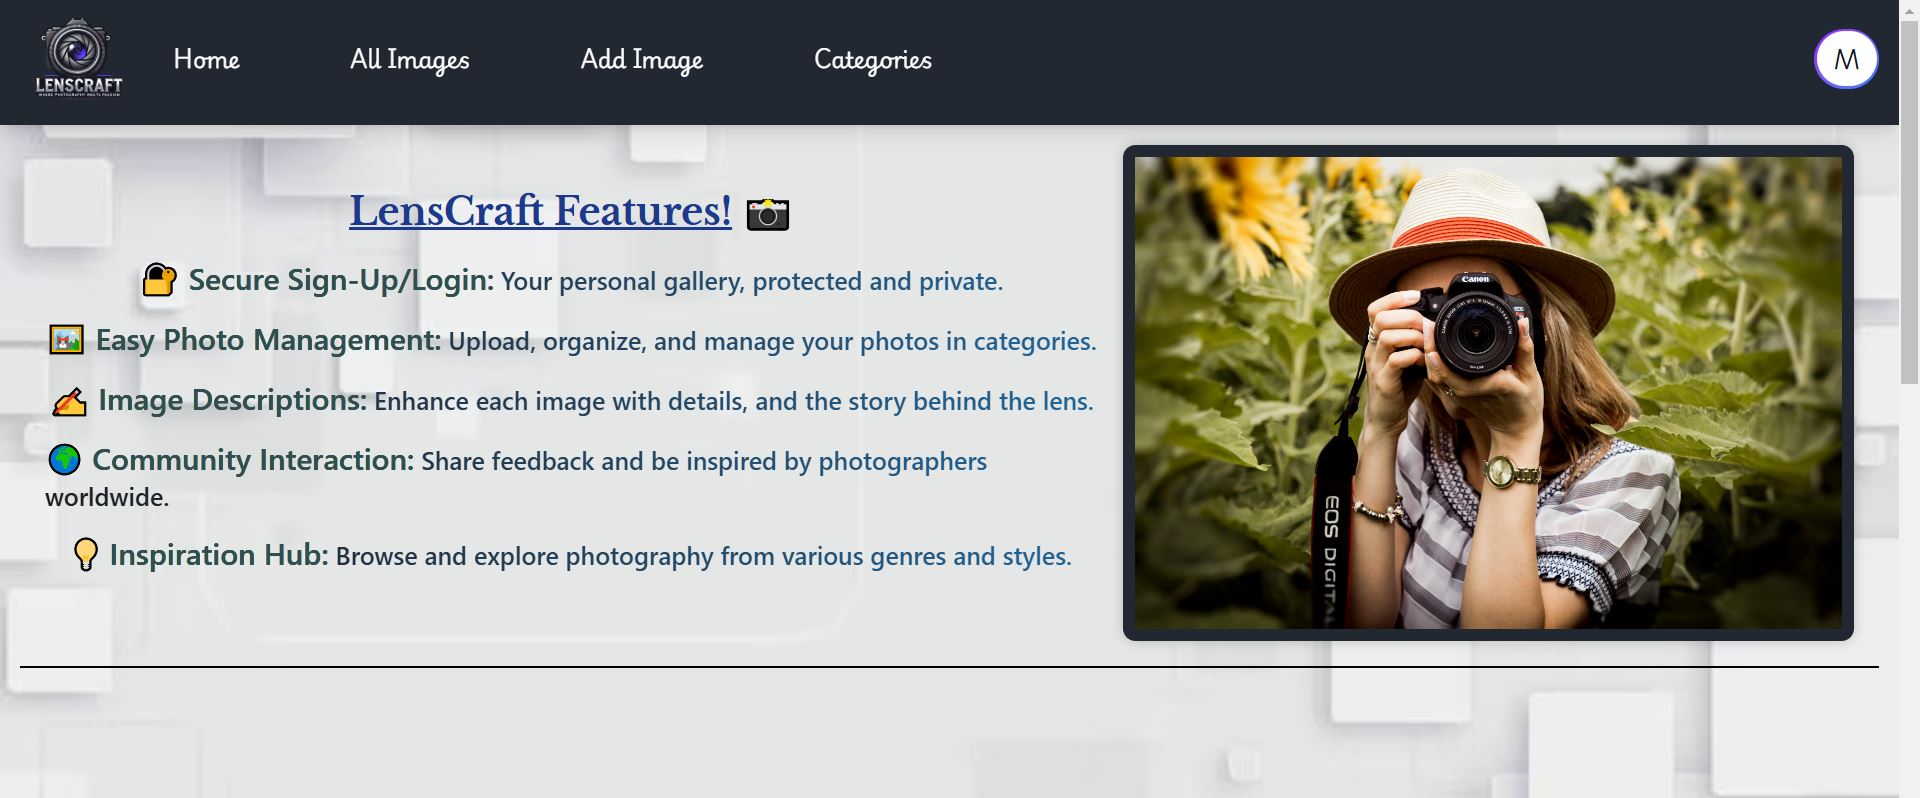 LENSCRAFT
WHERE PHOTOGRAPHY MEETS PASSION
Home
All Images
Add Image
Categories
M
LensCraft Features!
Secure Sign-Up/Login: Your personal gallery, protected and private.
Easy Photo Management: Upload, organize, and manage your photos in categories.
Image Descriptions: Enhance each image with details, and the story behind the lens.
Community Interaction: Share feedback and be inspired by photographers
worldwide.
Inspiration Hub: Browse and explore photography from various genres and styles.
Canon
EOS
EOS DIGITAL